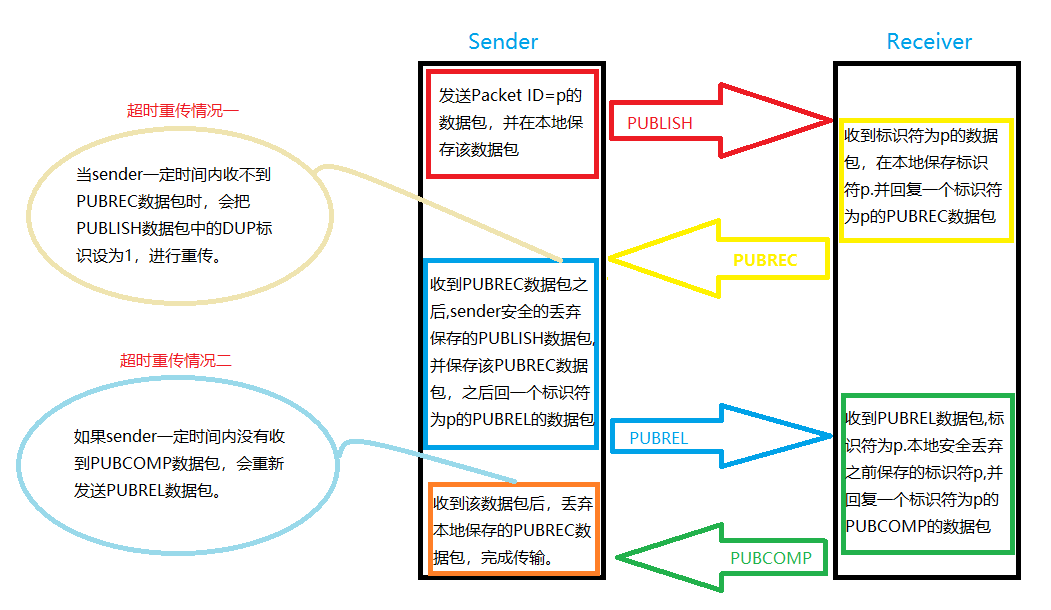 Sender
Receiver
超时重传情况一
当sender一定时间内收不到
PUBREC数据包时，会把
PUBLISH数据包中的DUP标
识设为1，进行重传。
发送Packet ID=p的
数据包，并在本地保
存该数据包
PUBLISH
收到标识符为p的数据
包，在本地保存标识
符p.并回复一个标识符
为p的PUBREC数据包
PUBREC
收到PUBREC数据包之
后,sender安全的丢弃
保存的PUBLISH数据包,
并保存该PUBREC数据
包，之后回一个标识符
为p的PUBREL的数据包
超时重传情况二
如果sender一定时间内没有收
到PUBCOMP数据包，会重新
发送PUBREL数据包。
PUBREL
收到PUBREL数据包,标
识符为p.本地安全丢弃
之前保存的标识符p,并
回复一个标识符为p的
PUBCOMP的数据包
收到该数据包后，丢弃
本地保存的PUBREC数
据包，完成传输。
PUBCOMP